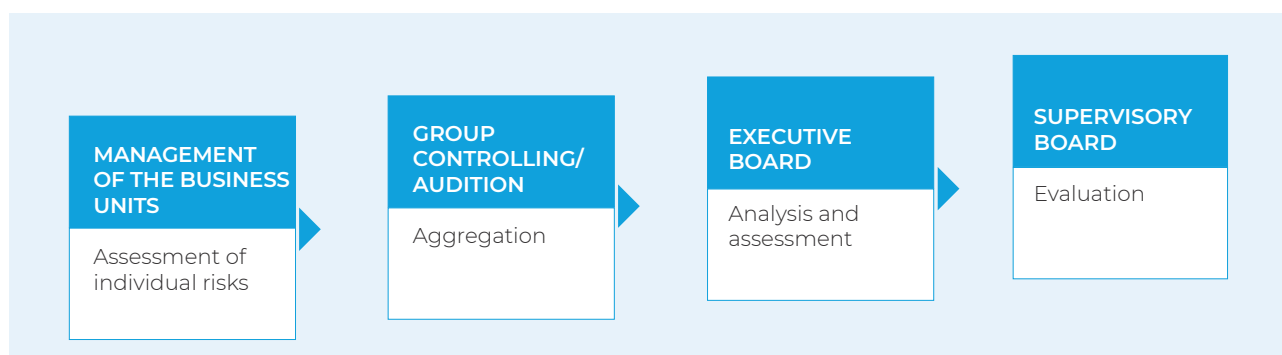 MANAGEMENT
OF THE BUSINESS
UNITS
Assessment of
individual risks
GROUP
CONTROLLING/
AUDITION
Aggregation
EXECUTIVE
BOARD
Analysis and
assessment
SUPERVISORY
BOARD
Evaluation